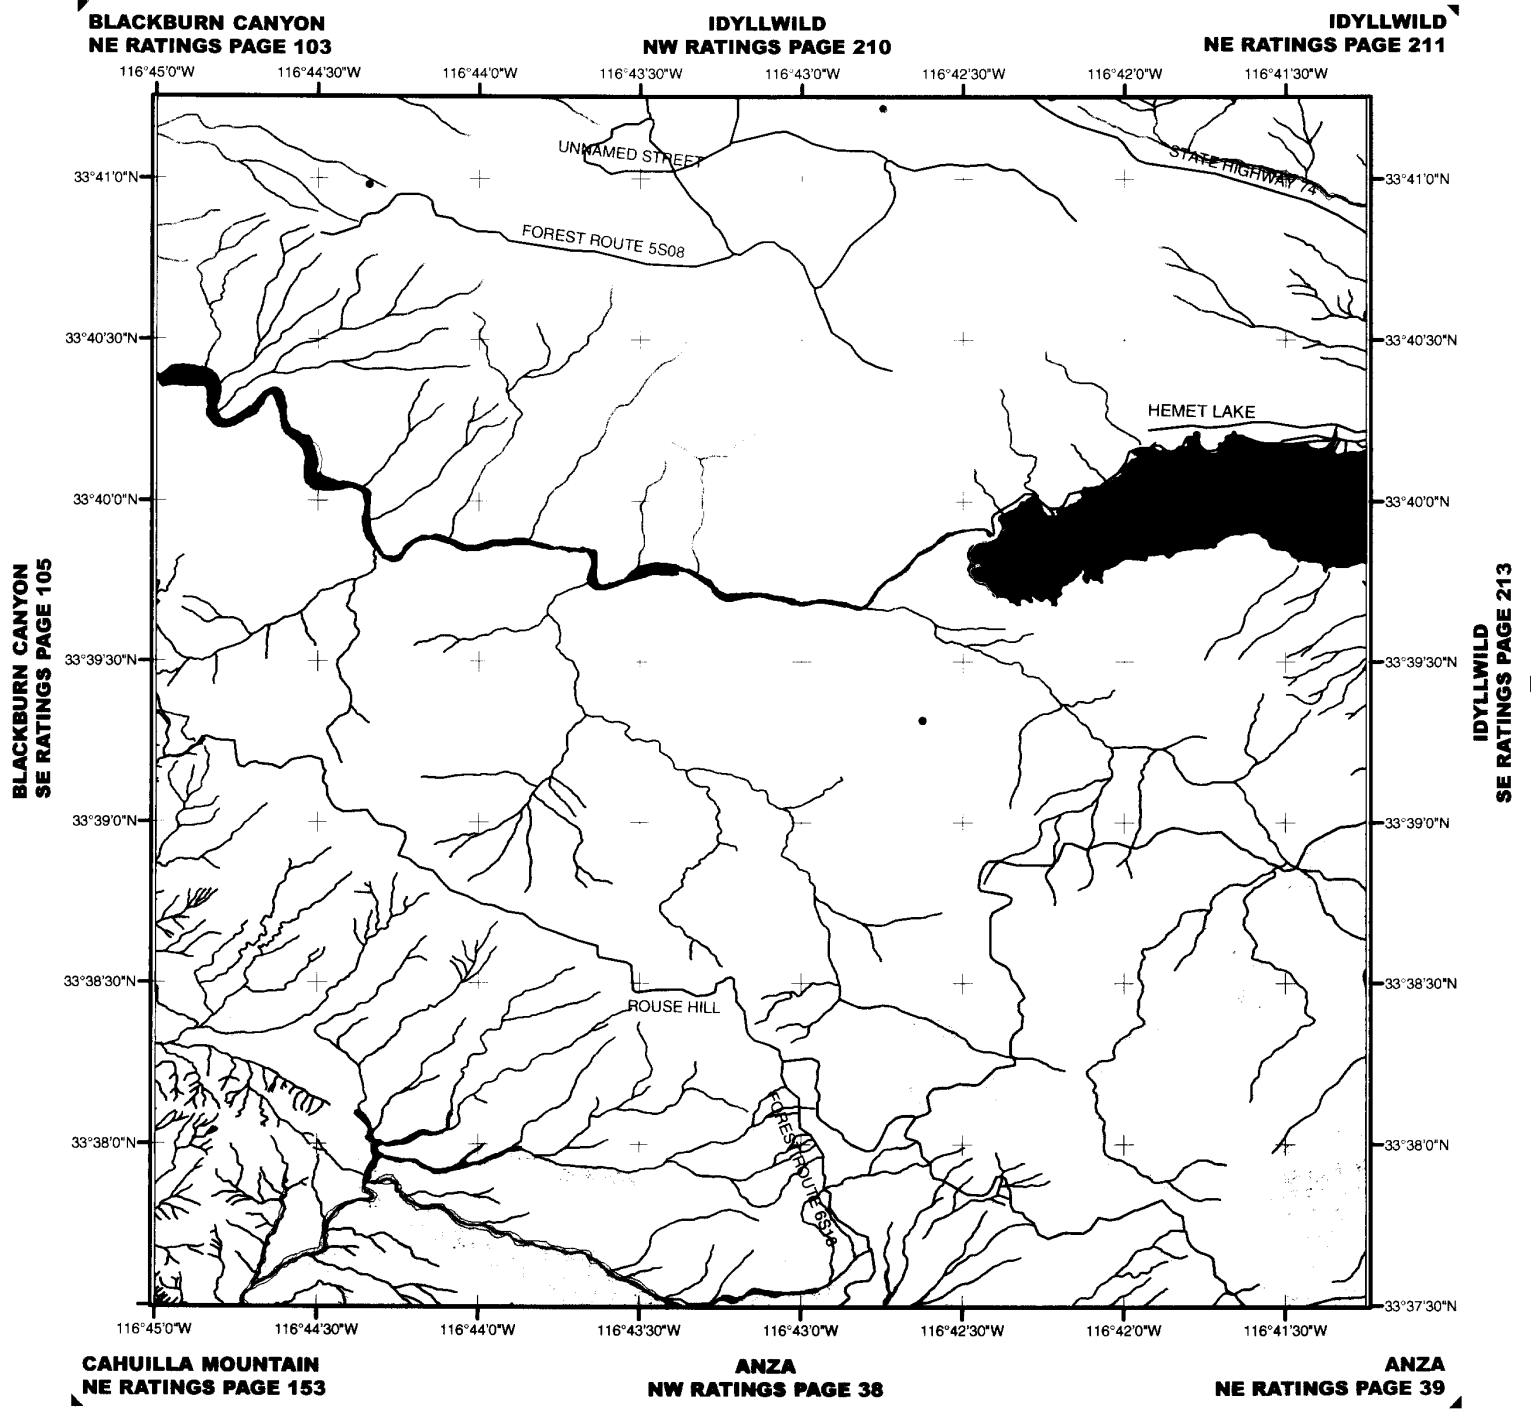 BLACKBURN CANYON
NE RATINGS PAGE 103
IDYLLWILD
NW RATINGS PAGE 210
IDYLLWILD
NE RATINGS PAGE 211
116°45'0"W 116°44'30"W 116°44'0"W 116°43'30"W 116°43'0"W 116°42'30"W 116°42'0"W 116°41'30"W
UNNAMED STREET
STATE HIGHWAY 74
33°41'0"N 33°41'0"N
FOREST ROUTE 5S08
33°40'30"N 33°40'30"N
HEMET LAKE
33°40'0"N 33°40'0"N
BLACKBURN CANYON
SE RATINGS PAGE 105
IDYLLWILD
SE RATINGS PAGE 213
33°39'30"N 33°39'30"N
33°39'0"N 33°39'0"N
33°38'30"N 33°38'30"N
ROUSE HILL
FOREST ROUTE 6S18
33°38'0"N 33°38'0"N
33°37'30"N
116°45'0"W 116°44'30"W 116°44'0"W 116°43'30"W 116°43'0"W 116°42'30"W 116°42'0"W 116°41'30"W
CAHUILLA MOUNTAIN
NE RATINGS PAGE 153
ANZA
NW RATINGS PAGE 38
ANZA
NE RATINGS PAGE 39